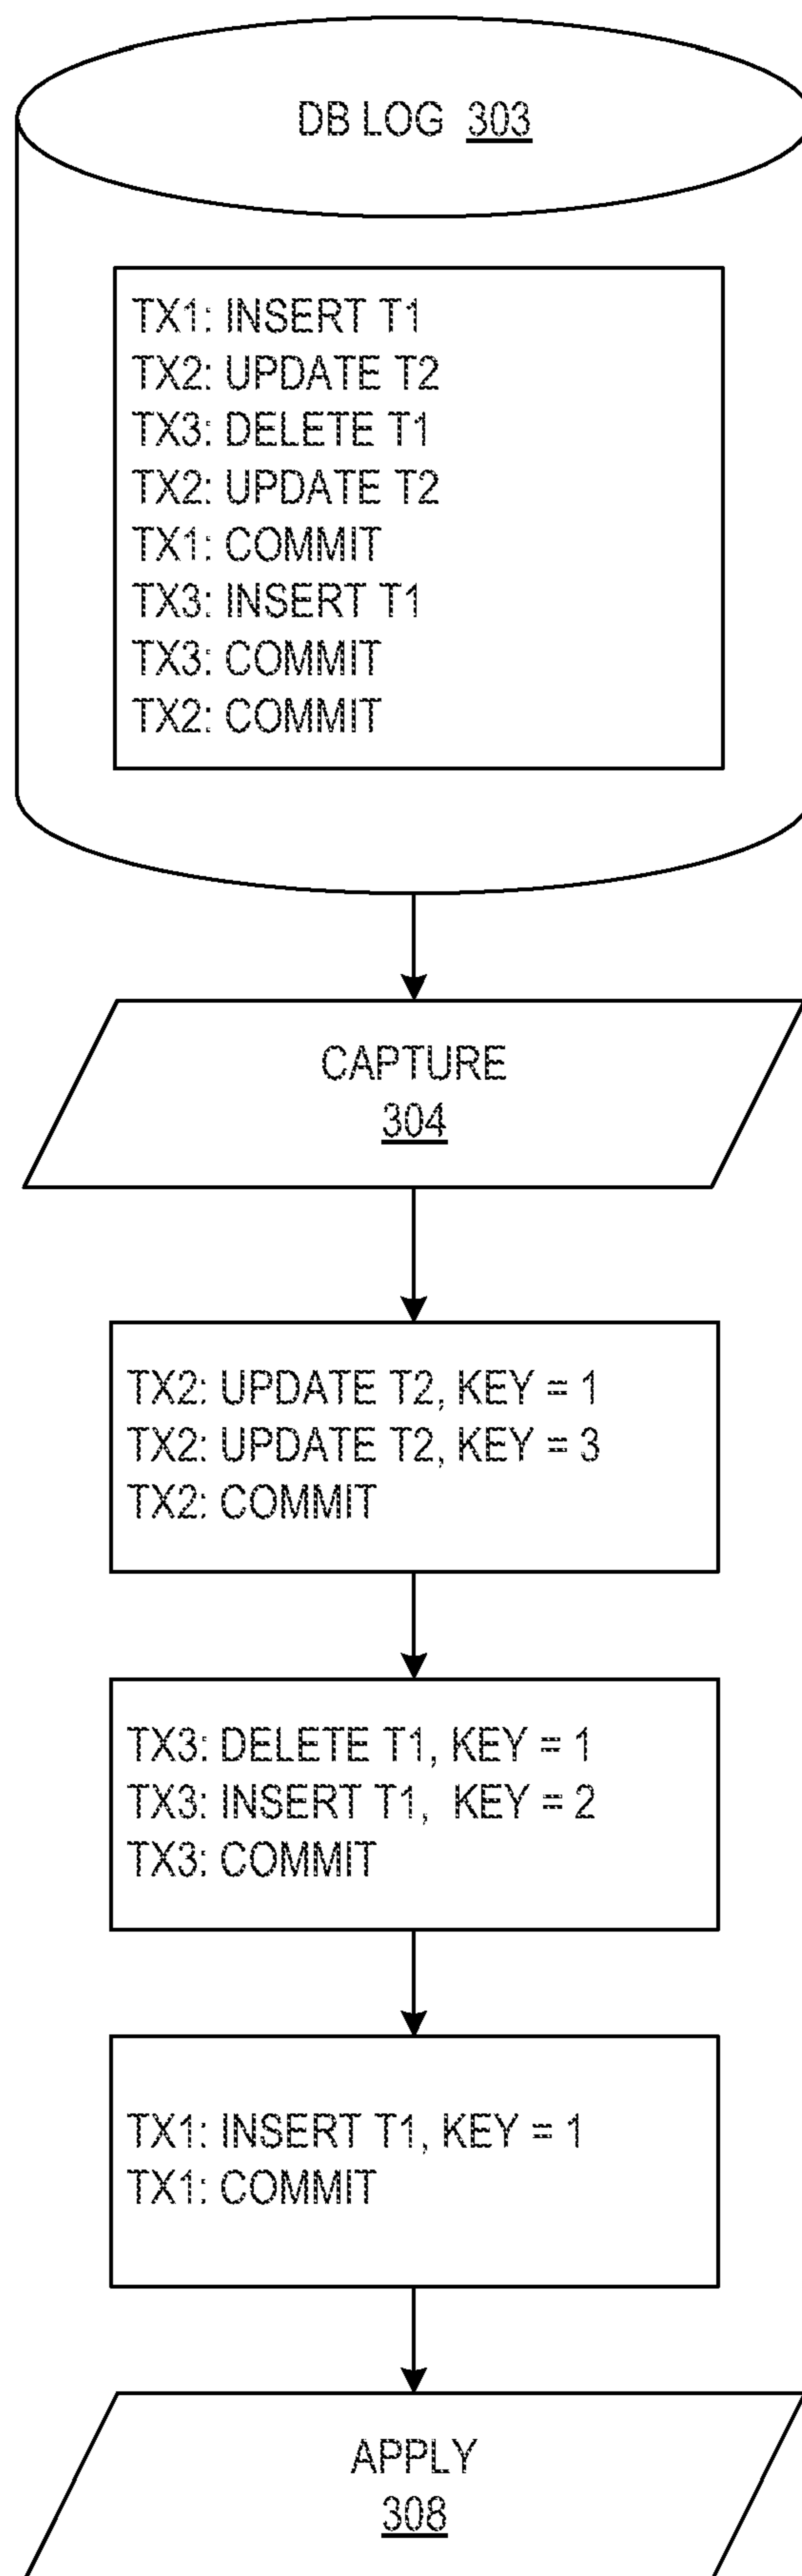 DB LOG 303
TX1: INSERT T1
TX2: UPDATE T2
TX3: DELETE T1
TX2: UPDATE T2
TX1: COMMIT
TX3: INSERT T1
TX3: COMMIT
TX2: COMMIT
CAPTURE
304
TX2: UPDATE T2, KEY = 1
TX2: UPDATE T2, KEY = 3
TX2: COMMIT
TX3: DELETE T1, KEY = 1
TX3: INSERT T1, KEY = 2
TX3: COMMIT
TX1: INSERT T1, KEY = 1
TX1: COMMIT
APPLY
308